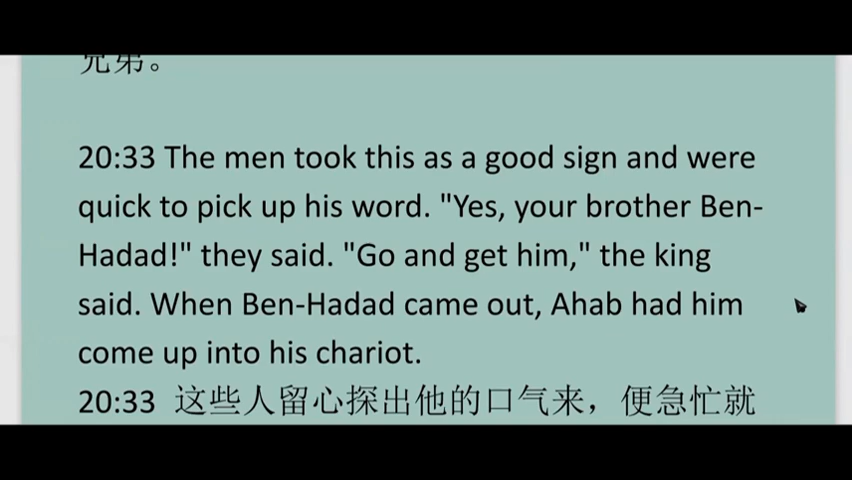 兄弟。
20:33 The men took this as a good sign and were
quick to pick up his word. "Yes, your brother Ben-
Hadad!" they said. "Go and get him," the king
said. When Ben-Hadad came out, Ahab had him
come up into his chariot.
20:33 这些人留心探出他的口气来，便急忙就